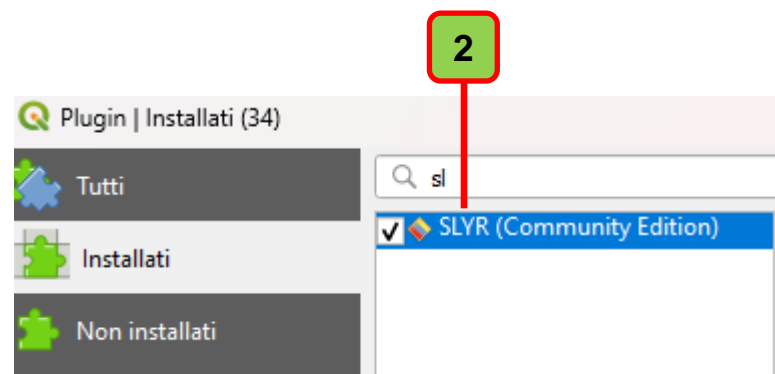 2
Plugin | Installati (34)
Tutti
sl
SLYR (Community Edition)
Installati
Non installati